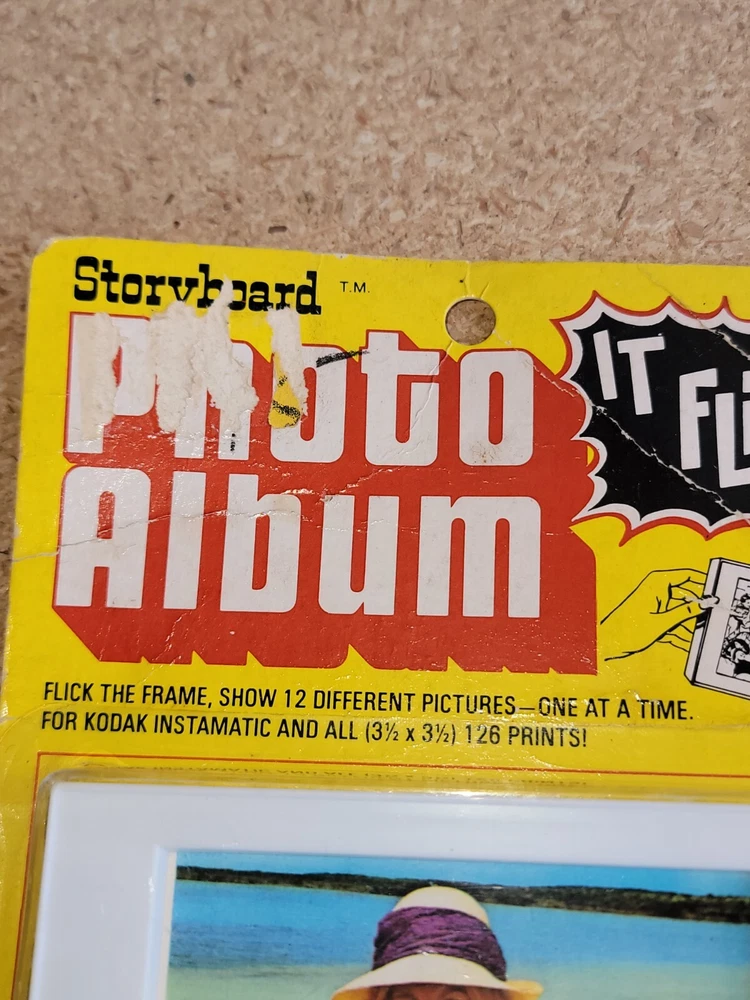 Storyboard T.M.
Photo
Album
IT
FLICK THE FRAME, SHOW 12 DIFFERENT PICTURES—ONE AT A TIME.
FOR KODAK INSTAMATIC AND ALL (3½ x 3½) 126 PRINTS!